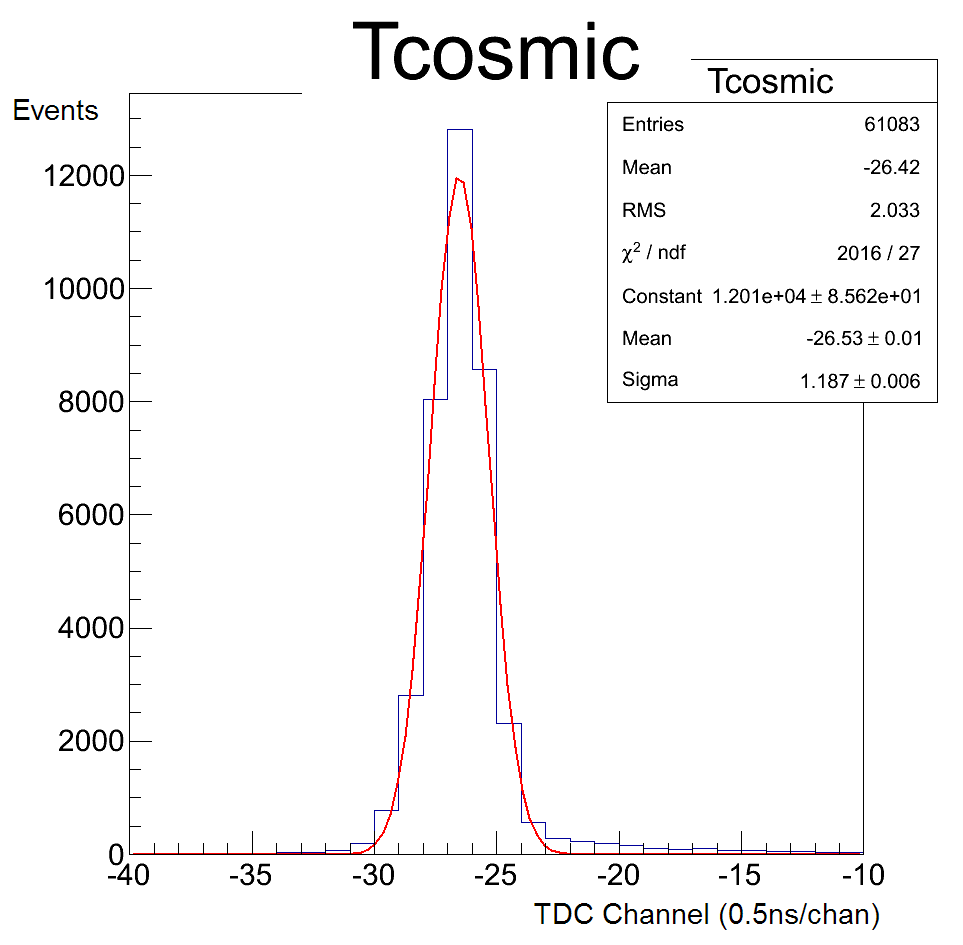 Tcosmic
Tcosmic
Events
Entries 61083
Mean -26.42
RMS 2.033
χ² / ndf 2016 / 27
Constant 1.201e+04 ± 8.562e+01
Mean -26.53 ± 0.01
Sigma 1.187 ± 0.006
12000
10000
8000
6000
4000
2000
0
-40 -35 -30 -25 -20 -15 -10
TDC Channel (0.5ns/chan)